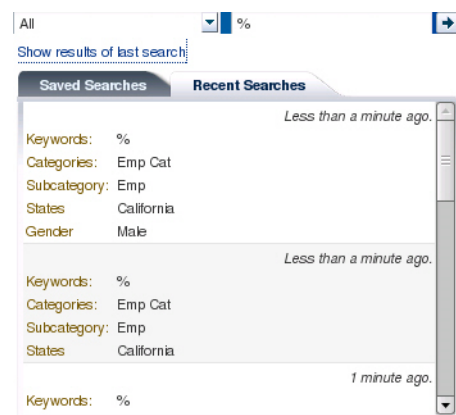 All %
Show results of last search
Saved Searches Recent Searches
Less than a minute ago.
Keywords: %
Categories: Emp Cat
Subcategory: Emp
States California
Gender Male
Less than a minute ago.
Keywords: %
Categories: Emp Cat
Subcategory: Emp
States California
1 minute ago.
Keywords: %